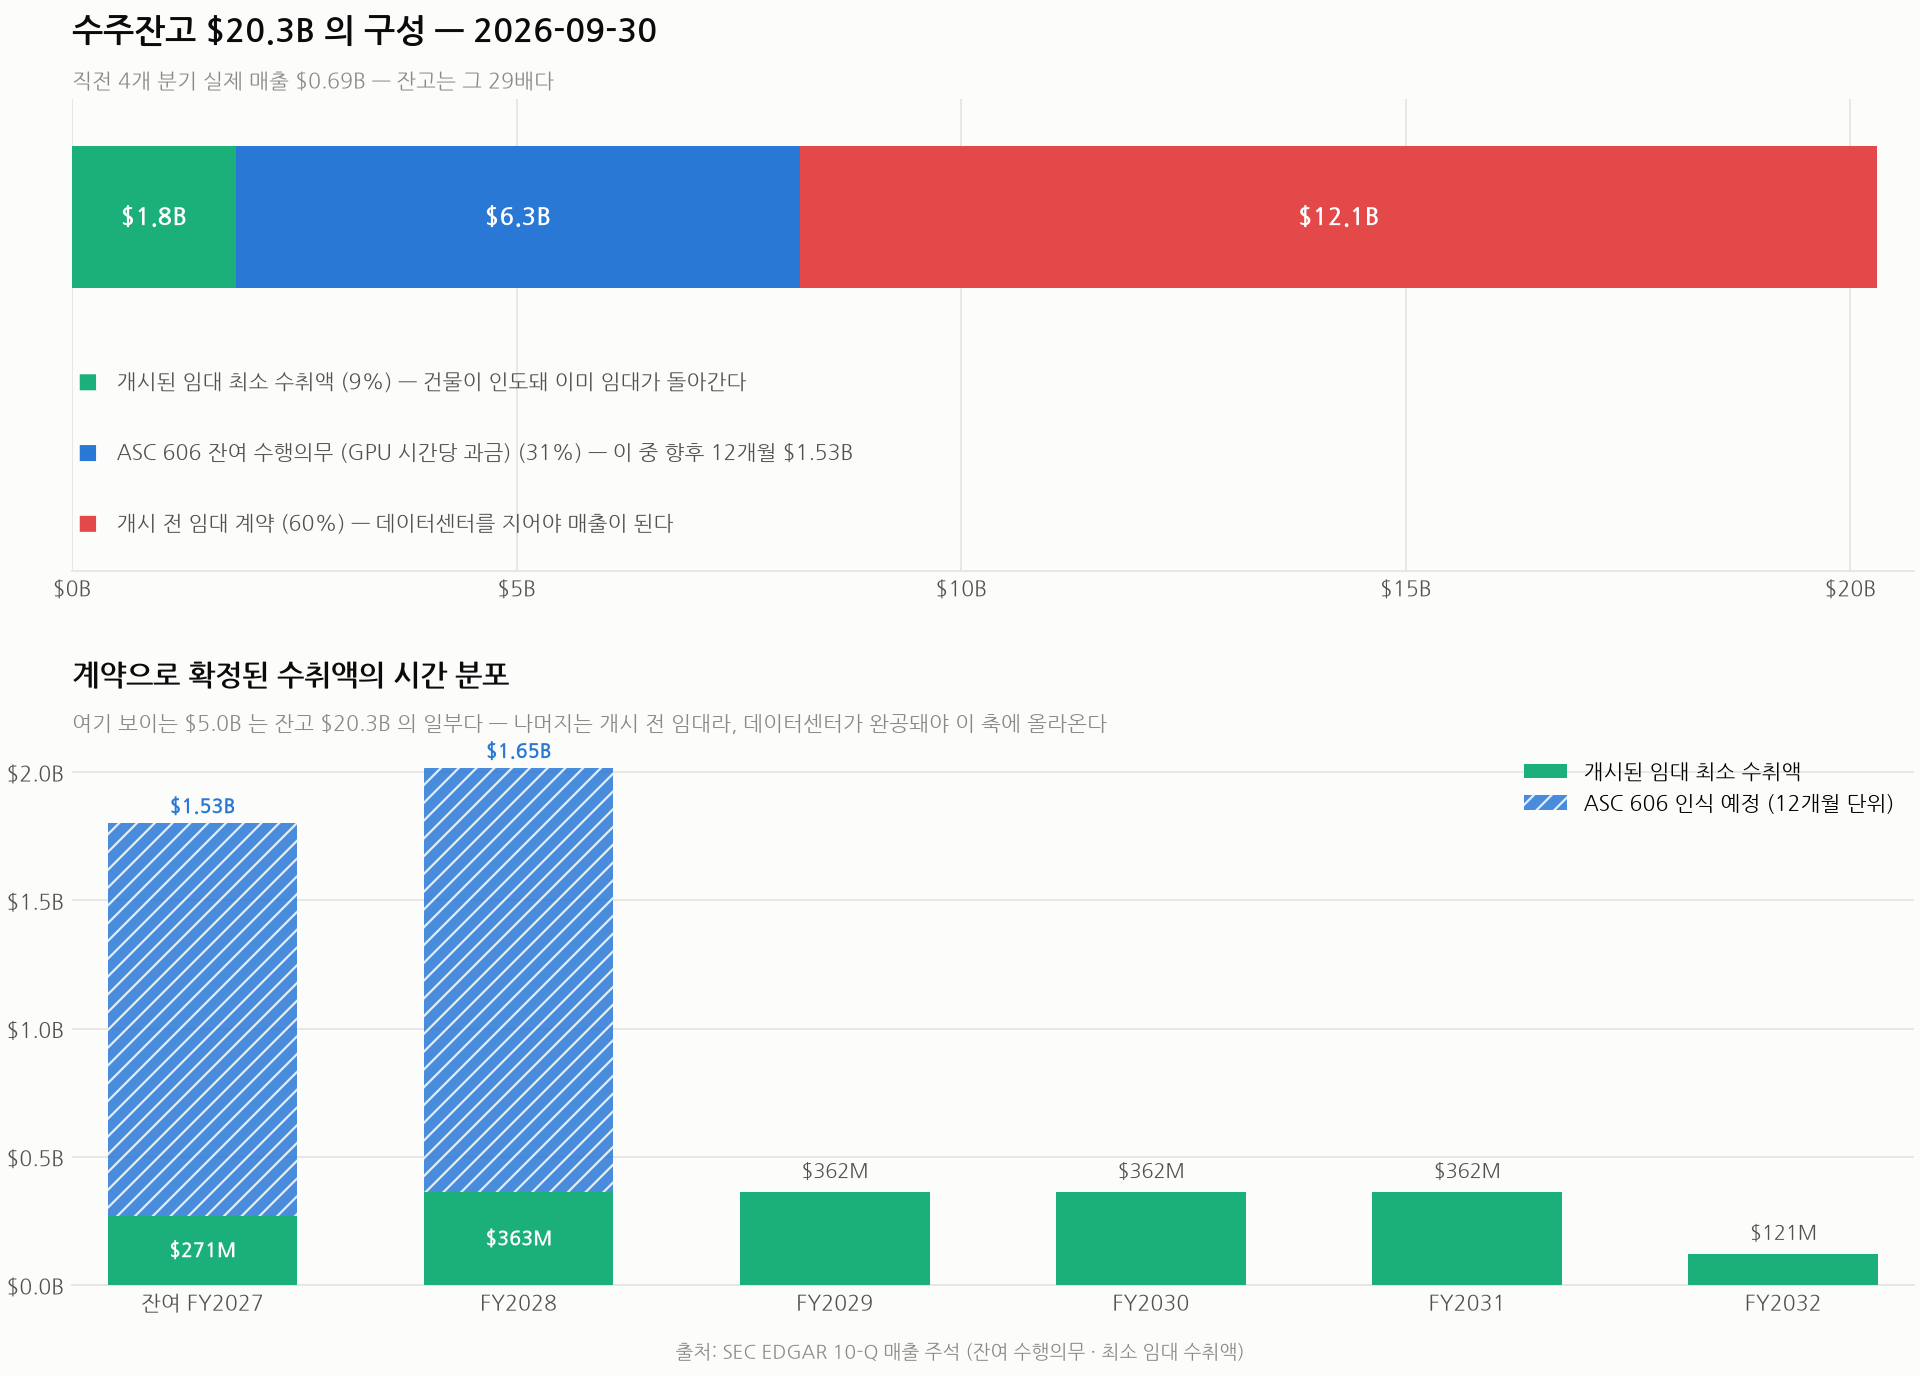 수주잔고 $20.3B 의 구성 — 2026-09-30
직전 4개 분기 실제 매출 $0.69B — 잔고는 그 29배다
$1.8B
$6.3B
$12.1B
개시된 임대 최소 수취액 (9%) — 건물이 인도돼 이미 임대가 돌아간다
ASC 606 잔여 수행의무 (GPU 시간당 과금) (31%) — 이 중 향후 12개월 $1.53B
개시 전 임대 계약 (60%) — 데이터센터를 지어야 매출이 된다
$0B
$5B
$10B
$15B
$20B
계약으로 확정된 수취액의 시간 분포
여기 보이는 $5.0B 는 잔고 $20.3B 의 일부다 — 나머지는 개시 전 임대라, 데이터센터가 완공돼야 이 축에 올라온다
개시된 임대 최소 수취액
ASC 606 인식 예정 (12개월 단위)
$2.0B
$1.5B
$1.0B
$0.5B
$0.0B
$1.53B
$1.65B
$271M
$363M
$362M
$362M
$362M
$121M
잔여 FY2027
FY2028
FY2029
FY2030
FY2031
FY2032
출처: SEC EDGAR 10-Q 매출 주석 (잔여 수행의무 · 최소 임대 수취액)